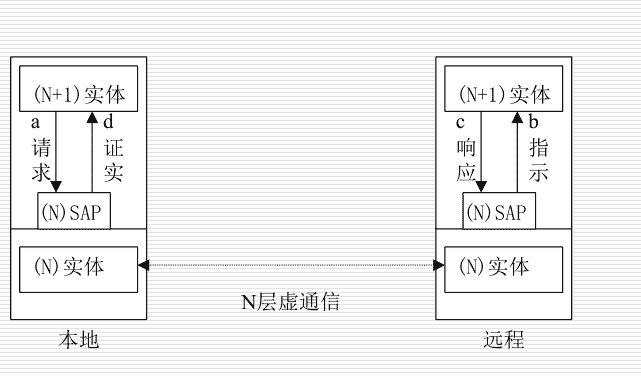 (N+1)实体
(N+1)实体
a
d
c
b
请求
证实
响应
指示
(N)SAP
(N)SAP
(N)实体
(N)实体
N层虚通信
本地
远程